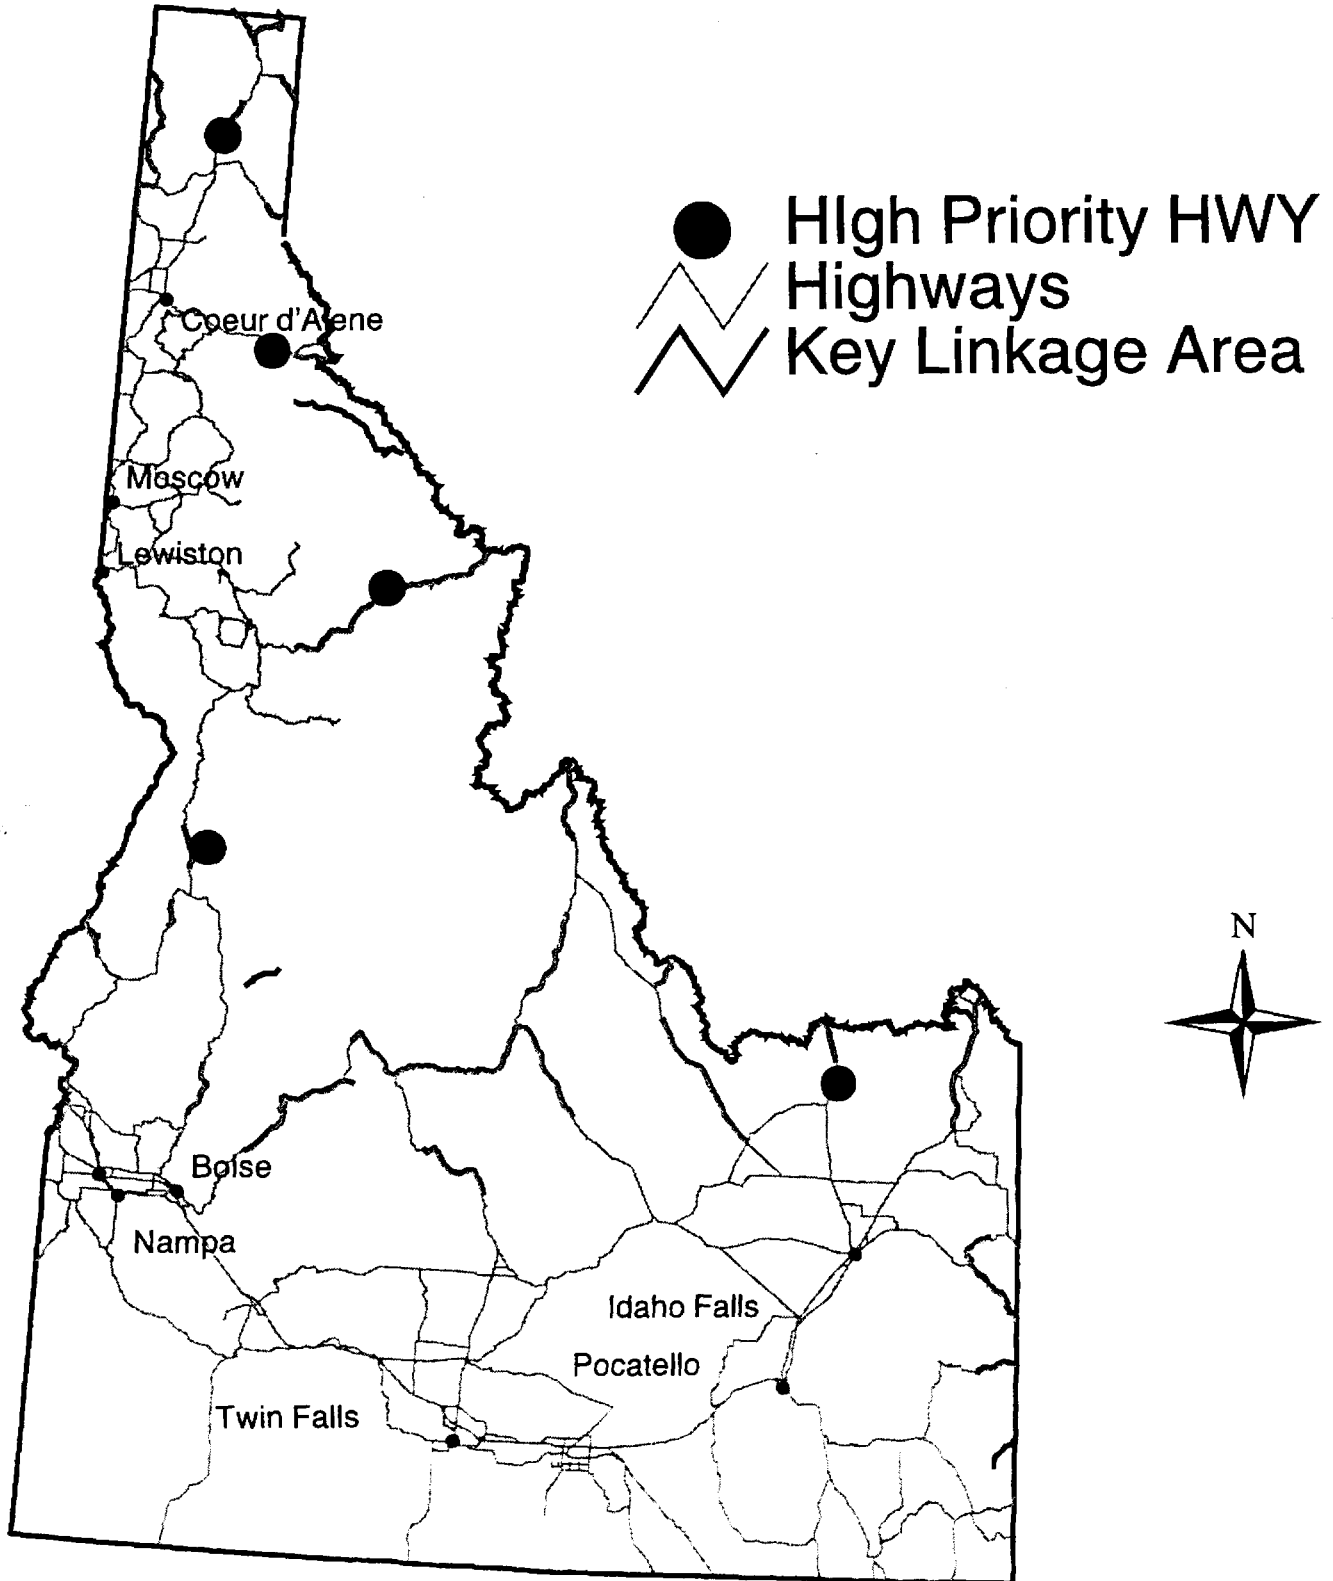 HIgh Priority HWY
Highways
Key Linkage Area
Coeur d'Alene
Moscow
Lewiston
N
Boise
Nampa
Idaho Falls
Pocatello
Twin Falls